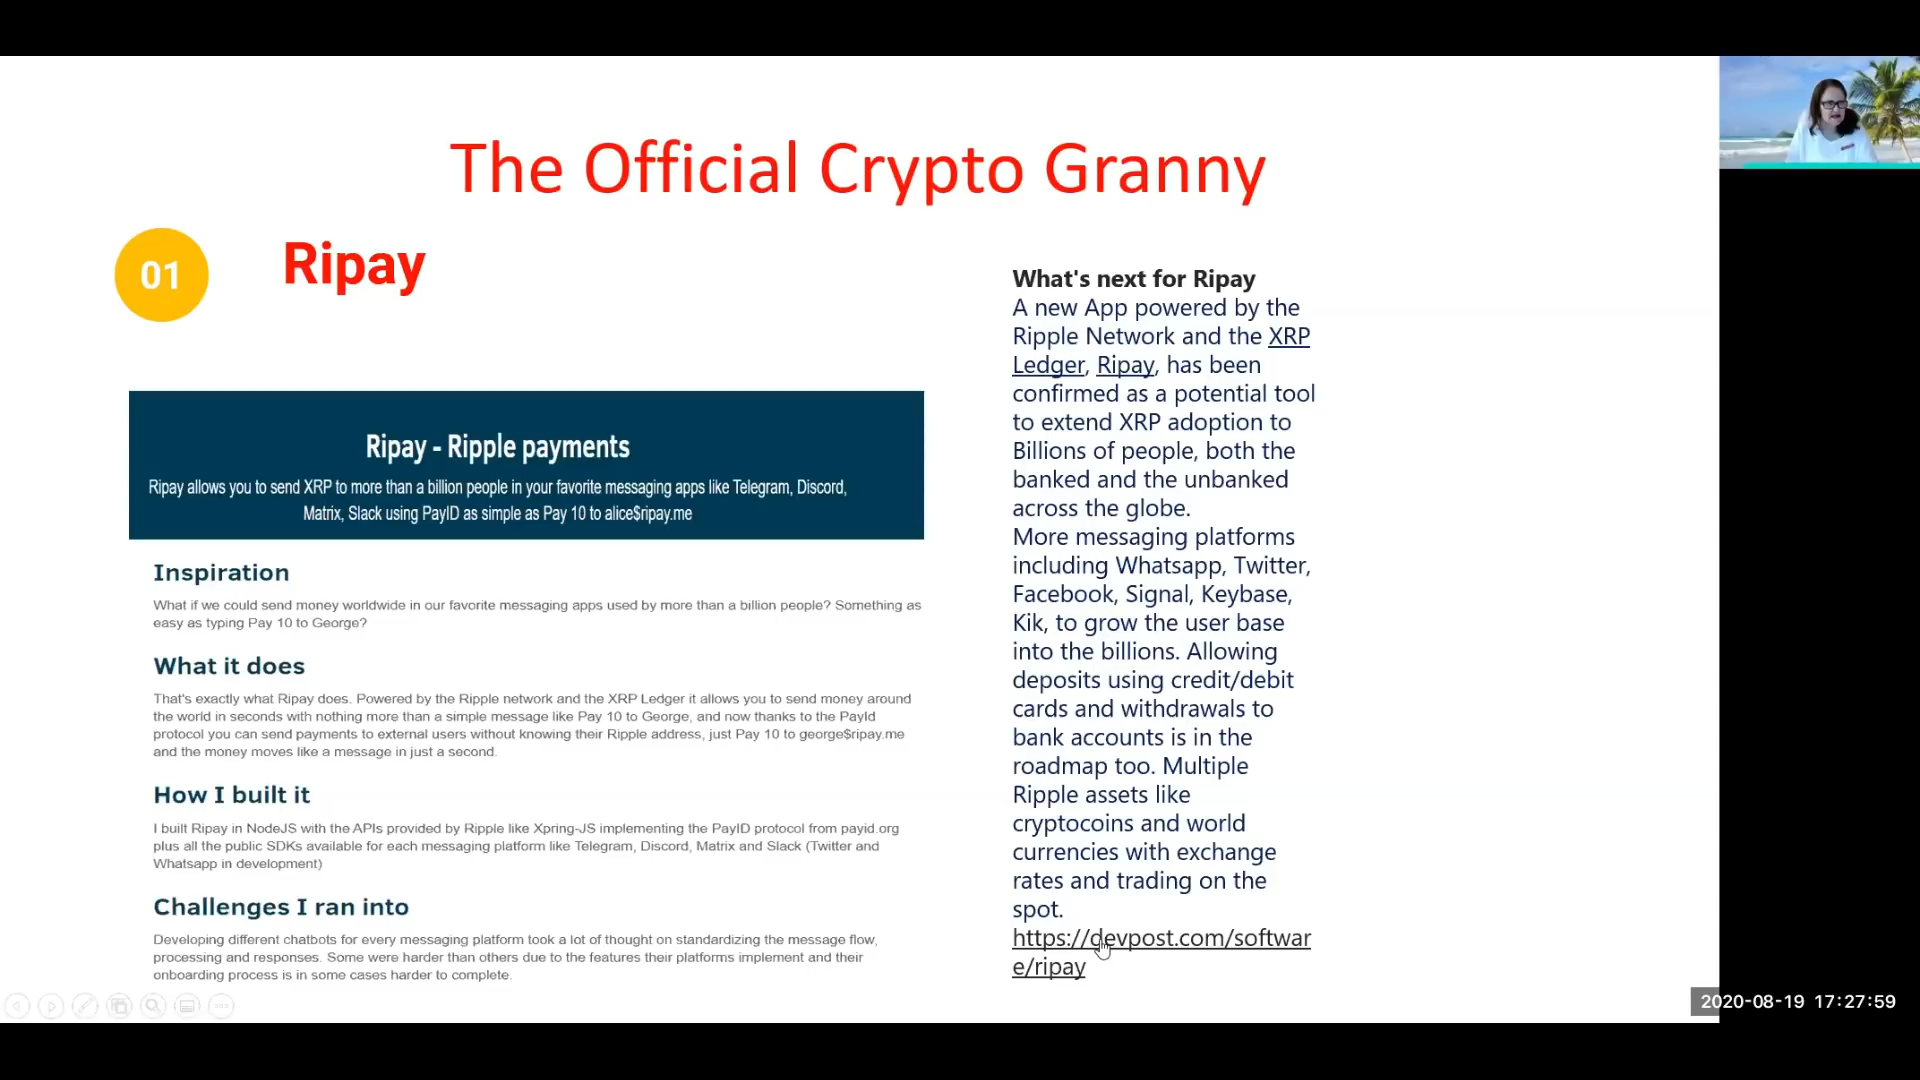 The Official Crypto Granny
01
Ripay
Ripay - Ripple payments
Ripay allows you to send XRP to more than a billion people in your favorite messaging apps like Telegram, Discord,
Matrix, Slack using PayID as simple as Pay 10 to alice$ripay.me
Inspiration
What if we could send money worldwide in our favorite messaging apps used by more than a billion people? Something as
easy as typing Pay 10 to George?
What it does
That's exactly what Ripay does. Powered by the Ripple network and the XRP Ledger it allows you to send money around
the world in seconds with nothing more than a simple message like Pay 10 to George, and now thanks to the PayId
protocol you can send payments to external users without knowing their Ripple address, just Pay 10 to george$ripay.me
and the money moves like a message in just a second.
How I built it
I built Ripay in NodeJS with the APIs provided by Ripple like Xpring-JS implementing the PayID protocol from payid.org
plus all the public SDKs available for each messaging platform like Telegram, Discord, Matrix and Slack (Twitter and
Whatsapp in development)
Challenges I ran into
Developing different chatbots for every messaging platform took a lot of thought on standardizing the message flow,
processing and responses. Some were harder than others due to the features their platforms implement and their
onboarding process is in some cases harder to complete.
What's next for Ripay
A new App powered by the
Ripple Network and the XRP
Ledger, Ripay, has been
confirmed as a potential tool
to extend XRP adoption to
Billions of people, both the
banked and the unbanked
across the globe.
More messaging platforms
including Whatsapp, Twitter,
Facebook, Signal, Keybase,
Kik, to grow the user base
into the billions. Allowing
deposits using credit/debit
cards and withdrawals to
bank accounts is in the
roadmap too. Multiple
Ripple assets like
cryptocoins and world
currencies with exchange
rates and trading on the
spot.
https://devpost.com/softwar
e/ripay
2020-08-19 17:27:59